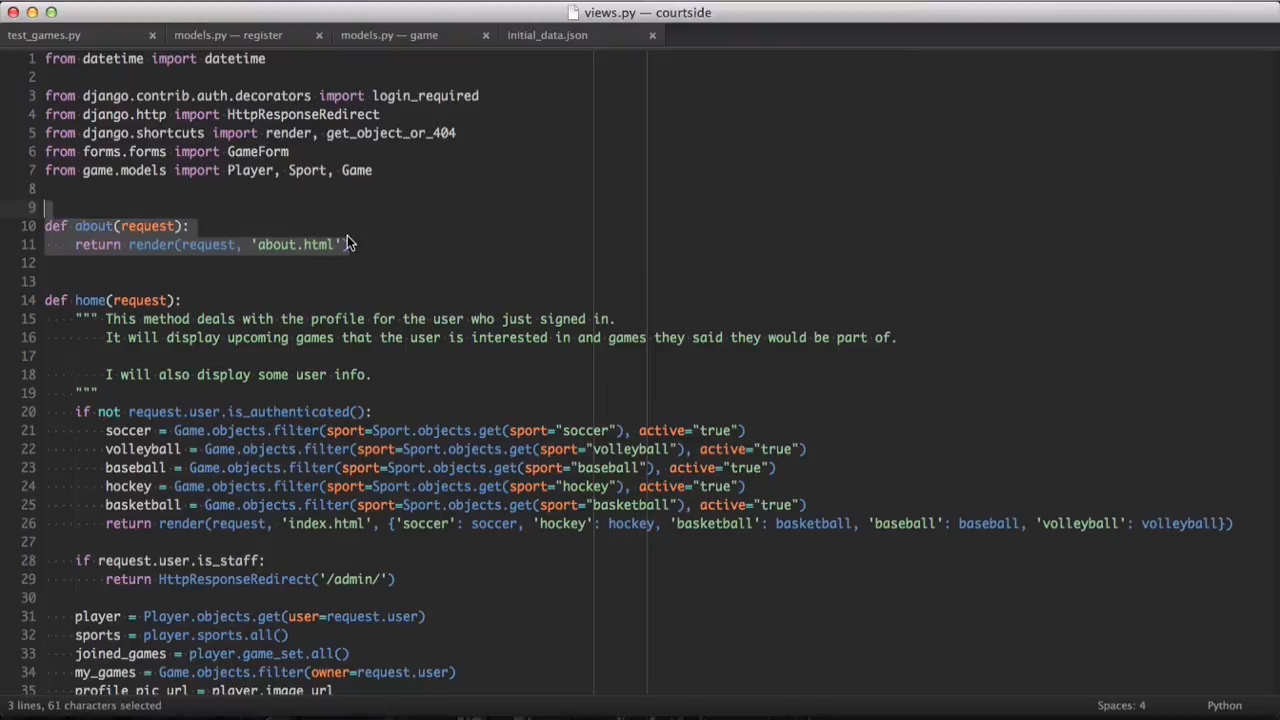 views.py — courtside
test_games.py × models.py — register × models.py — game × initial_data.json ×
1 from datetime import datetime
2
3 from django.contrib.auth.decorators import login_required
4 from django.http import HttpResponseRedirect
5 from django.shortcuts import render, get_object_or_404
6 from forms.forms import GameForm
7 from game.models import Player, Sport, Game
8
9
10 def about(request):
11 return render(request, 'about.html')
12
13
14 def home(request):
15 """ This method deals with the profile for the user who just signed in.
16 It will display upcoming games that the user is interested in and games they said they would be part of.
17
18 I will also display some user info.
19 """
20 if not request.user.is_authenticated():
21 soccer = Game.objects.filter(sport=Sport.objects.get(sport="soccer"), active="true")
22 volleyball = Game.objects.filter(sport=Sport.objects.get(sport="volleyball"), active="true")
23 baseball = Game.objects.filter(sport=Sport.objects.get(sport="baseball"), active="true")
24 hockey = Game.objects.filter(sport=Sport.objects.get(sport="hockey"), active="true")
25 basketball = Game.objects.filter(sport=Sport.objects.get(sport="basketball"), active="true")
26 return render(request, 'index.html', {'soccer': soccer, 'hockey': hockey, 'basketball': basketball, 'baseball': baseball, 'volleyball': volleyball})
27
28 if request.user.is_staff:
29 return HttpResponseRedirect('/admin/')
30
31 player = Player.objects.get(user=request.user)
32 sports = player.sports.all()
33 joined_games = player.game_set.all()
34 my_games = Game.objects.filter(owner=request.user)
35 profile_pic_url = player.image_url
3 lines, 61 characters selected Spaces: 4 Python